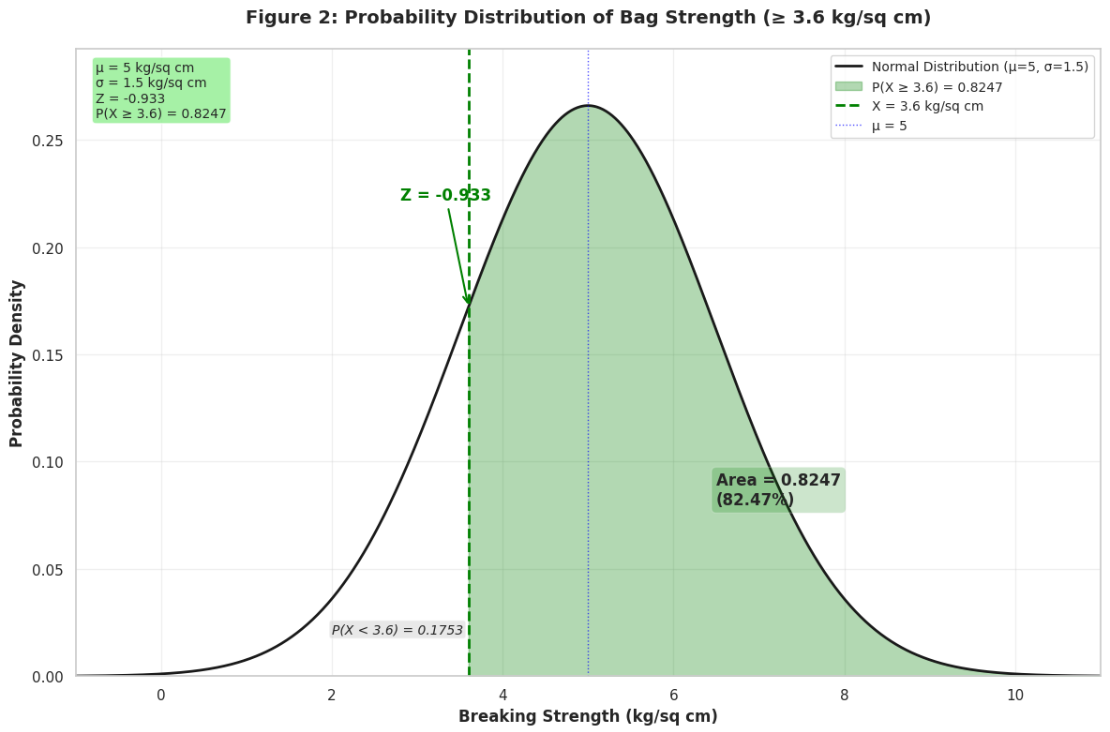 Figure 2: Probability Distribution of Bag Strength (≥ 3.6 kg/sq cm)
μ = 5 kg/sq cm
σ = 1.5 kg/sq cm
Z = -0.933
P(X ≥ 3.6) = 0.8247
Normal Distribution (μ=5, σ=1.5)
P(X ≥ 3.6) = 0.8247
X = 3.6 kg/sq cm
μ = 5
Z = -0.933
Area = 0.8247
(82.47%)
P(X < 3.6) = 0.1753
Probability Density
0.25
0.20
0.15
0.10
0.05
0.00
0 2 4 6 8 10
Breaking Strength (kg/sq cm)